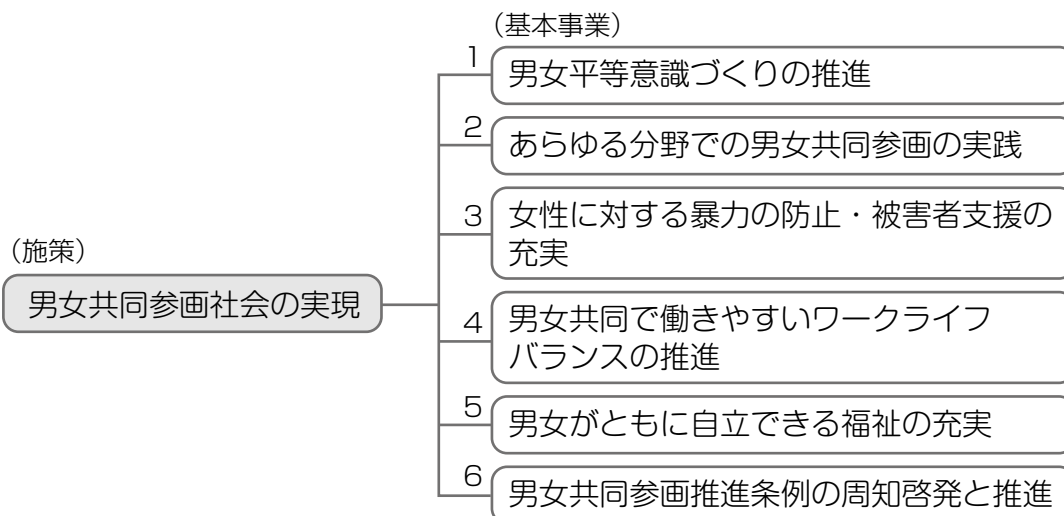 （基本事業）
1
男女平等意識づくりの推進
2
あらゆる分野での男女共同参画の実践
3
女性に対する暴力の防止・被害者支援の
充実
（施策）
男女共同参画社会の実現
4
男女共同で働きやすいワークライフ
バランスの推進
5
男女がともに自立できる福祉の充実
6
男女共同参画推進条例の周知啓発と推進